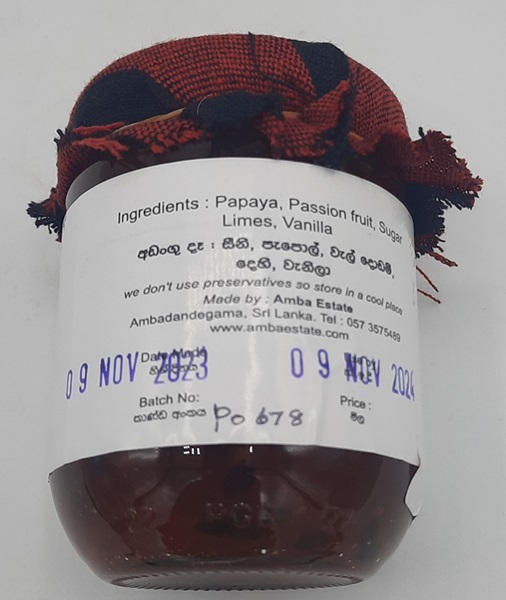 Ingredients : Papaya, Passion fruit, Sugar
Limes, Vanilla
අඩංගු දෑ : සීනි, පැපොල්, වැල් දොඩම්,
දෙහි, වැනිලා
we don't use preservatives so store in a cool place
Made by : Amba Estate
Ambadandegama, Sri Lanka. Tel : 057 3575489
www.ambaestate.com
Date Made
09 NOV 2023 09 NOV 2024
Batch No: Price :
කාණ්ඩ අංකය Po 678 මිල